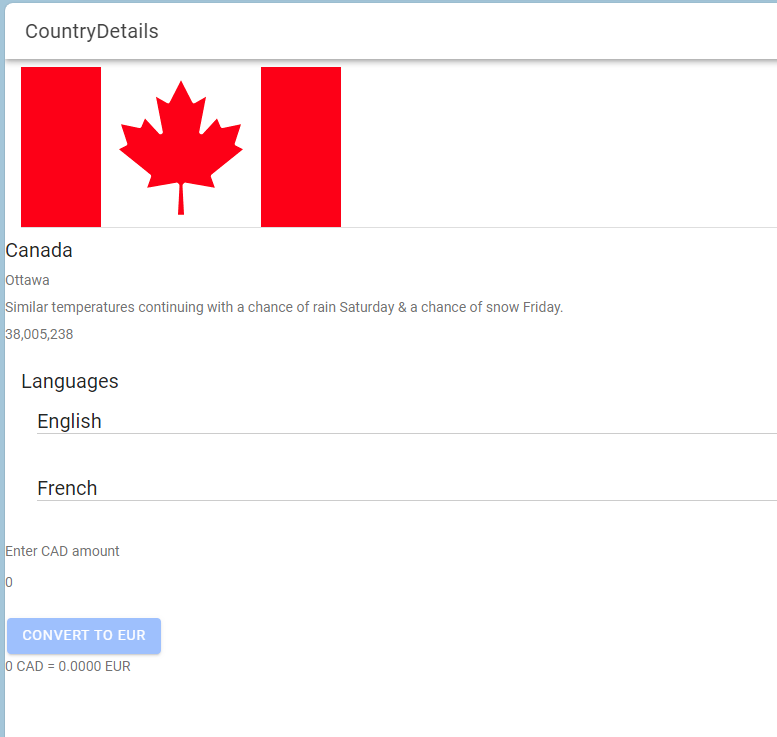 CountryDetails
Canada
Ottawa
Similar temperatures continuing with a chance of rain Saturday & a chance of snow Friday.
38,005,238
Languages
English
French
Enter CAD amount
0
CONVERT TO EUR
0 CAD = 0.0000 EUR